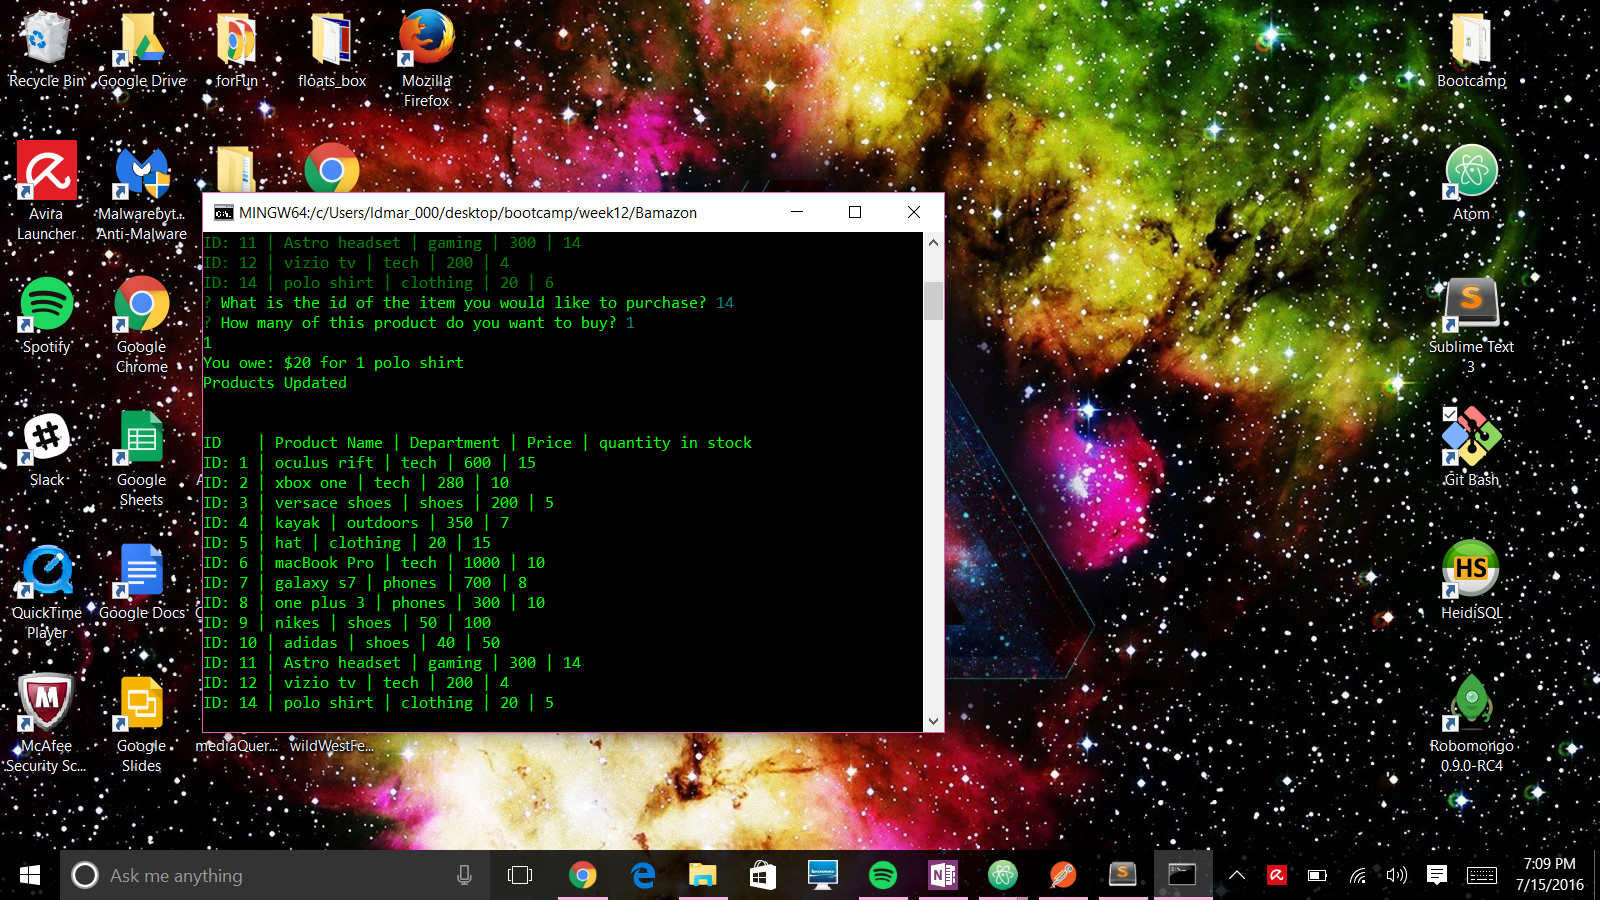 Recycle Bin
Google Drive
forFun
floats_box
Mozilla
Firefox
Bootcamp
Avira
Launcher
Malwarebyt...
Anti-Malware
Atom
MINGW64:/c/Users/ldmar_000/desktop/bootcamp/week12/Bamazon
ID: 11 | Astro headset | gaming | 300 | 14
ID: 12 | vizio tv | tech | 200 | 4
ID: 14 | polo shirt | clothing | 20 | 6
? What is the id of the item you would like to purchase? 14
? How many of this product do you want to buy? 1
1
You owe: $20 for 1 polo shirt
Products Updated
ID    | Product Name | Department | Price | quantity in stock
ID: 1 | oculus rift | tech | 600 | 15
ID: 2 | xbox one | tech | 280 | 10
ID: 3 | versace shoes | shoes | 200 | 5
ID: 4 | kayak | outdoors | 350 | 7
ID: 5 | hat | clothing | 20 | 15
ID: 6 | macBook Pro | tech | 1000 | 10
ID: 7 | galaxy s7 | phones | 700 | 8
ID: 8 | one plus 3 | phones | 300 | 10
ID: 9 | nikes | shoes | 50 | 100
ID: 10 | adidas | shoes | 40 | 50
ID: 11 | Astro headset | gaming | 300 | 14
ID: 12 | vizio tv | tech | 200 | 4
ID: 14 | polo shirt | clothing | 20 | 5
Spotify
Google
Chrome
Sublime Text
3
Slack
Google
Sheets
Git Bash
QuickTime
Player
Google Docs
HS
HeidiSQL
McAfee
Security Sc...
Google
Slides
mediaQuer...
wildWestFe...
Robomongo
0.9.0-RC4
Ask me anything
7:09 PM
7/15/2016